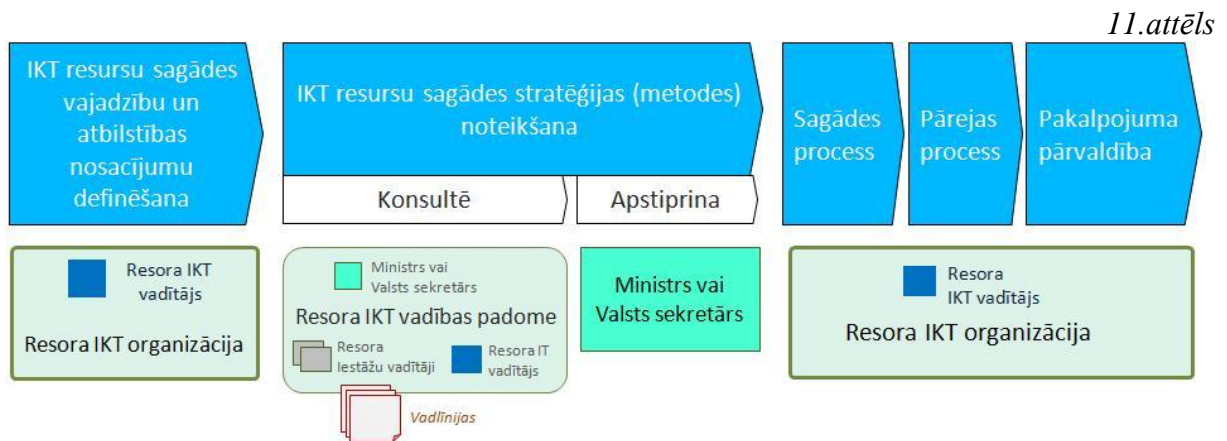 11.attēls
IKT resursu sagādes
vajadzību un
atbilstības
nosacījumu
definēšana
IKT resursu sagādes stratēģijas (metodes)
noteikšana
Konsultē
Apstiprina
Sagādes
process
Pārejas
process
Pakalpojuma
pārvaldība
Resora IKT
vadītājs
Resora IKT organizācija
Ministrs vai
Valsts sekretārs
Resora IKT vadības padome
Resora
Iestāžu vadītāji
Resora IT
vadītājs
Vadlīnijas
Ministrs vai
Valsts sekretārs
Resora
IKT vadītājs
Resora IKT organizācija